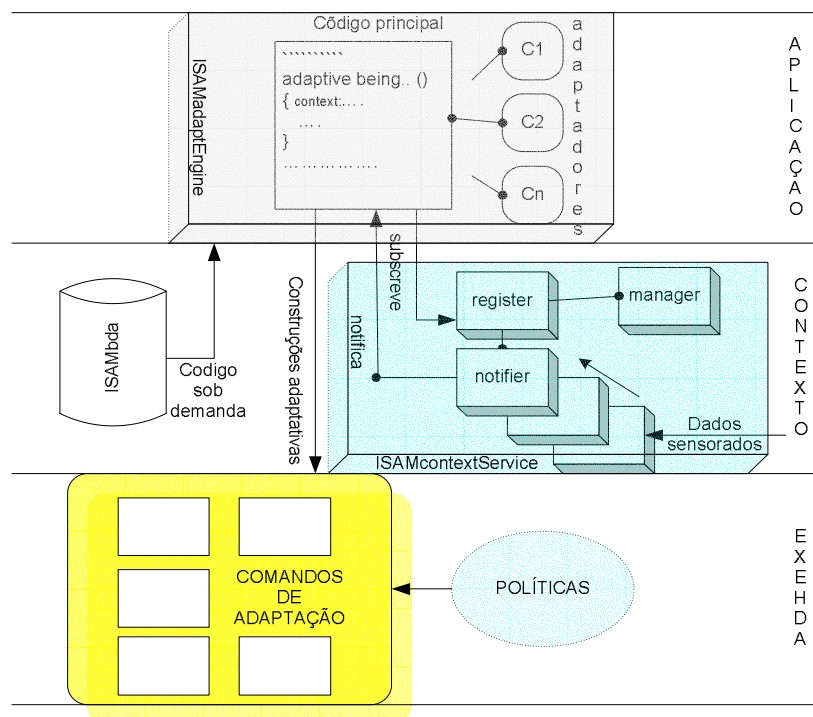 Código principal
adaptive being.. ()
{ context:.... 
....
}
................
C1
C2
Cn
adaptadores
ISAMadaptEngine
APLICAÇAO
ISAMbda
Codigo
sob
demanda
Construções adaptativas
notifica
subscreve
register
manager
notifier
Dados
sensorados
ISAMcontextService
CONTEXTO
COMANDOS
DE
ADAPTAÇÃO
POLÍTICAS
EXEHDA